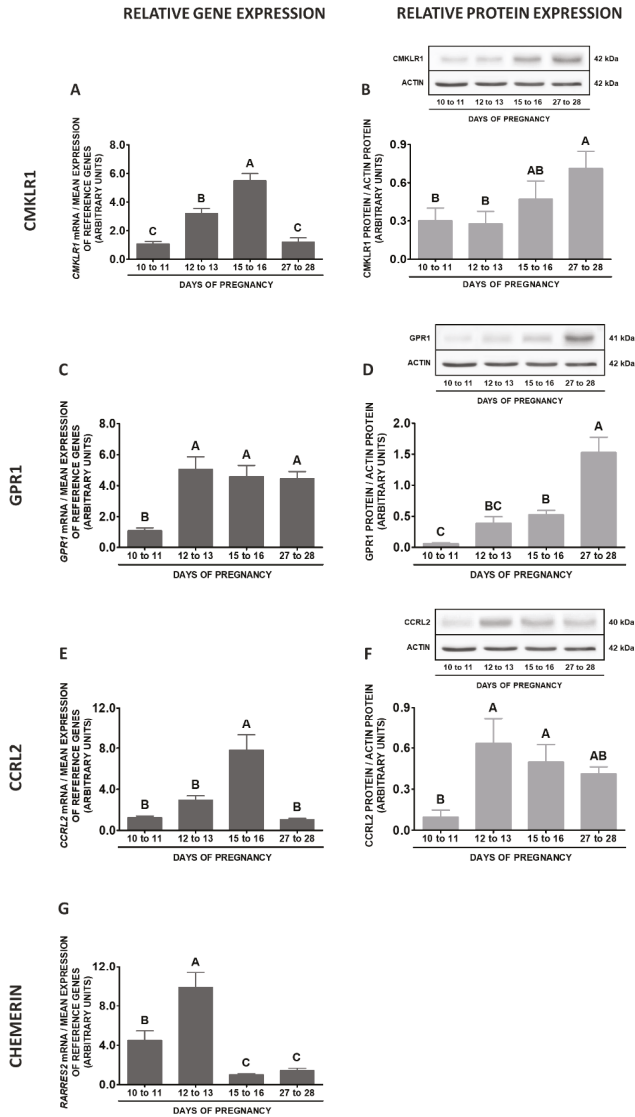 RELATIVE GENE EXPRESSION
RELATIVE PROTEIN EXPRESSION
CMKLR1
A
CMKLR1 mRNA / MEAN EXPRESSION
OF REFERENCE GENES
(ARBITRARY UNITS)
8.0
6.0
4.0
2.0
0.0
C
B
A
C
10 to 11 12 to 13 15 to 16 27 to 28
DAYS OF PREGNANCY
B
CMKLR1 42 kDa
ACTIN 42 kDa
10 to 11 12 to 13 15 to 16 27 to 28
DAYS OF PREGNANCY
CMKLR1 PROTEIN / ACTIN PROTEIN
(ARBITRARY UNITS)
0.9
0.6
0.3
0.0
B
B
AB
A
10 to 11 12 to 13 15 to 16 27 to 28
DAYS OF PREGNANCY
GPR1
C
GPR1 mRNA / MEAN EXPRESSION
OF REFERENCE GENES
(ARBITRARY UNITS)
8.0
6.0
4.0
2.0
0.0
B
A
A
A
10 to 11 12 to 13 15 to 16 27 to 28
DAYS OF PREGNANCY
D
GPR1 41 kDa
ACTIN 42 kDa
10 to 11 12 to 13 15 to 16 27 to 28
DAYS OF PREGNANCY
GPR1 PROTEIN / ACTIN PROTEIN
(ARBITRARY UNITS)
2.0
1.5
1.0
0.5
0.0
C
BC
B
A
10 to 11 12 to 13 15 to 16 27 to 28
DAYS OF PREGNANCY
CCRL2
E
CCRL2 mRNA / MEAN EXPRESSION
OF REFERENCE GENES
(ARBITRARY UNITS)
12.0
8.0
4.0
0.0
B
B
A
B
10 to 11 12 to 13 15 to 16 27 to 28
DAYS OF PREGNANCY
F
CCRL2 40 kDa
ACTIN 42 kDa
10 to 11 12 to 13 15 to 16 27 to 28
DAYS OF PREGNANCY
CCRL2 PROTEIN / ACTIN PROTEIN
(ARBITRARY UNITS)
0.9
0.6
0.3
0.0
B
A
A
AB
10 to 11 12 to 13 15 to 16 27 to 28
DAYS OF PREGNANCY
CHEMERIN
G
RARRES2 mRNA / MEAN EXPRESSION
OF REFERENCE GENES
(ARBITRARY UNITS)
12.0
8.0
4.0
0.0
B
A
C
C
10 to 11 12 to 13 15 to 16 27 to 28
DAYS OF PREGNANCY